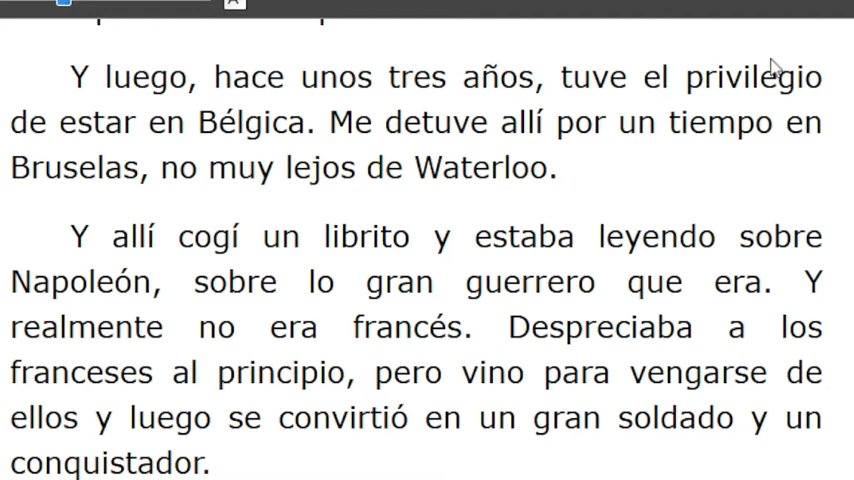 Y luego, hace unos tres años, tuve el privilegio
de estar en Bélgica. Me detuve allí por un tiempo en
Bruselas, no muy lejos de Waterloo.
Y allí cogí un librito y estaba leyendo sobre
Napoleón, sobre lo gran guerrero que era. Y
realmente no era francés. Despreciaba a los
franceses al principio, pero vino para vengarse de
ellos y luego se convirtió en un gran soldado y un
conquistador.